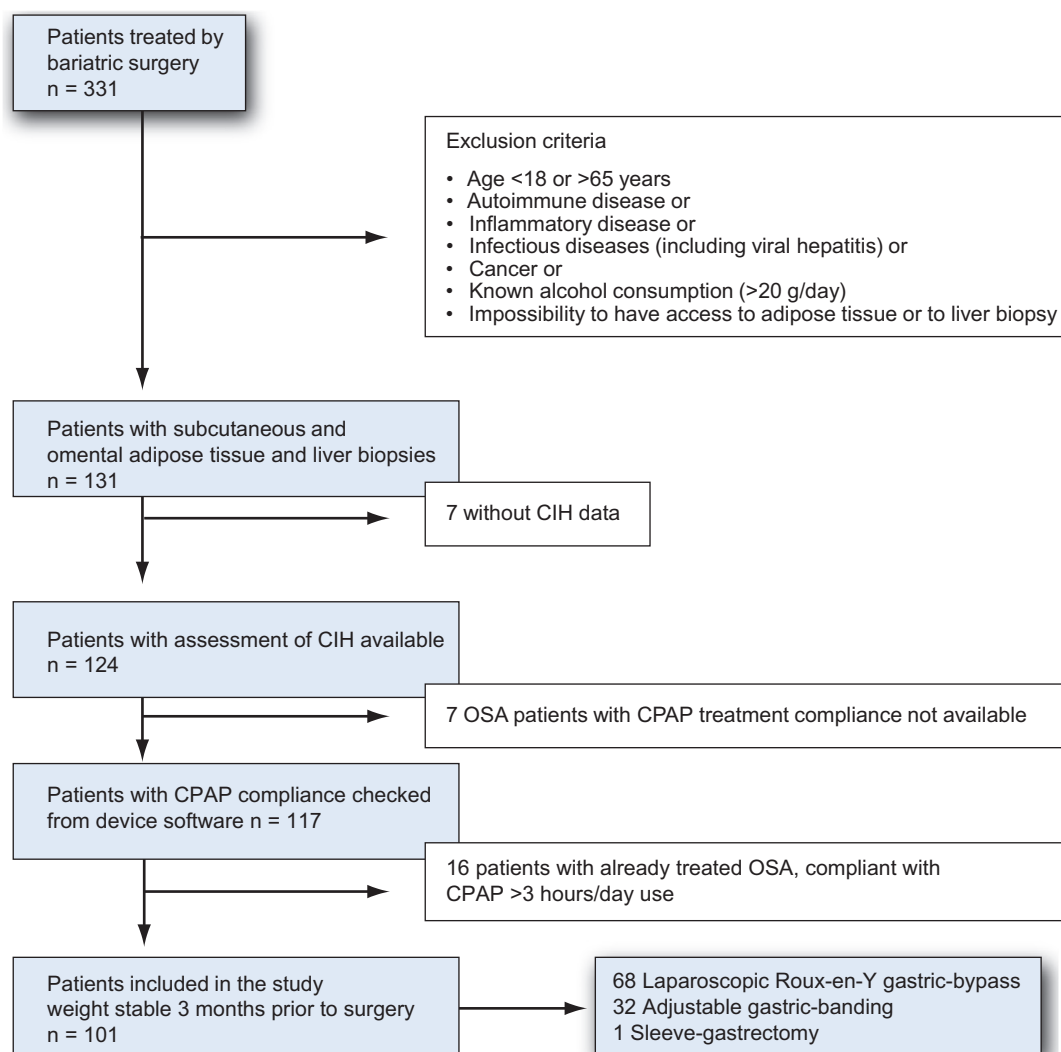 Patients treated by
bariatric surgery
n = 331
Exclusion criteria
• Age <18 or >65 years
• Autoimmune disease or
• Inflammatory disease or
• Infectious diseases (including viral hepatitis) or
• Cancer or
• Known alcohol consumption (>20 g/day)
• Impossibility to have access to adipose tissue or to liver biopsy
Patients with subcutaneous and
omental adipose tissue and liver biopsies
n = 131
7 without CIH data
Patients with assessment of CIH available
n = 124
7 OSA patients with CPAP treatment compliance not available
Patients with CPAP compliance checked
from device software n = 117
16 patients with already treated OSA, compliant with
CPAP >3 hours/day use
Patients included in the study
weight stable 3 months prior to surgery
n = 101
68 Laparoscopic Roux-en-Y gastric-bypass
32 Adjustable gastric-banding
1 Sleeve-gastrectomy